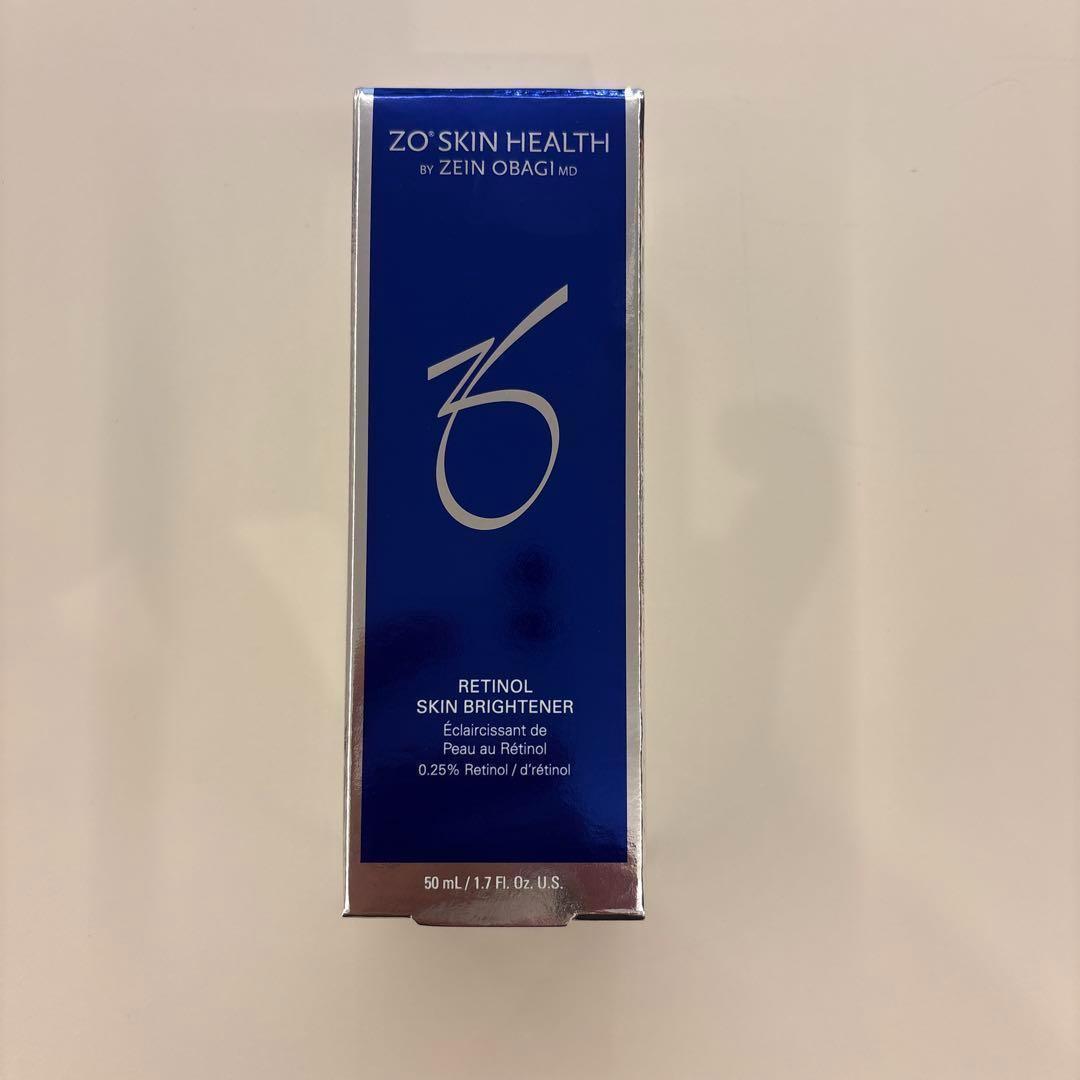 ZO® SKIN HEALTH
BY ZEIN OBAGI MD
RETINOL
SKIN BRIGHTENER
Éclaircissant de
Peau au Rétinol
0.25% Retinol / d'rétinol
50 mL / 1.7 Fl. Oz. U.S.